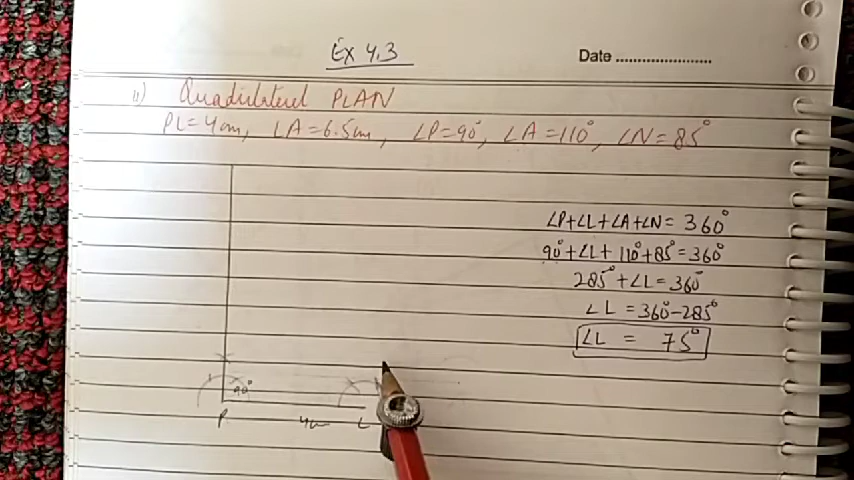 Ex 4.3
Date ......................
ii) Quadrilateral PLAN
PL=4cm, LA=6.5cm, ∠P=90°, ∠A=110°, ∠N=85°
∠P+∠L+∠A+∠N=360°
90°+∠L+110°+85°=360°
285°+∠L=360°
∠L=360°-285°
∠L = 75°
90°
P 4cm L